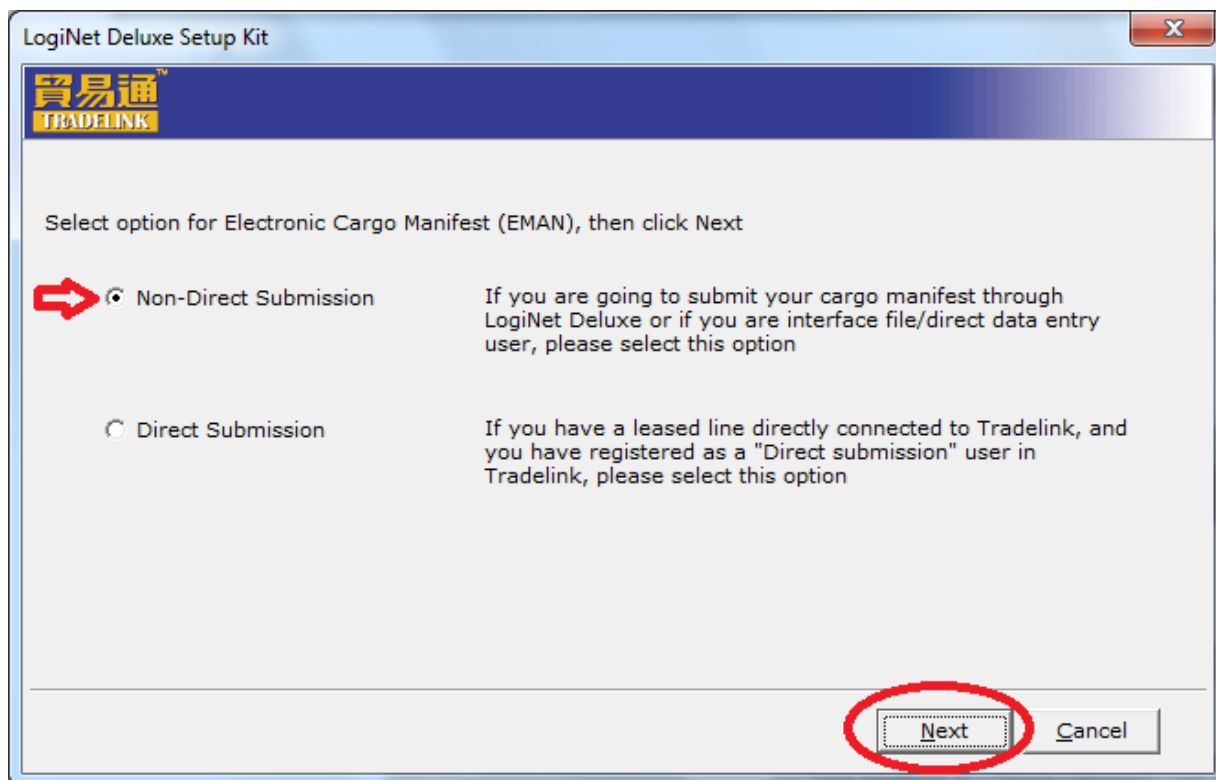 LogiNet Deluxe Setup Kit
貿易通™
TRADELINK
Select option for Electronic Cargo Manifest (EMAN), then click Next
Non-Direct Submission
If you are going to submit your cargo manifest through
LogiNet Deluxe or if you are interface file/direct data entry
user, please select this option
Direct Submission
If you have a leased line directly connected to Tradelink, and
you have registered as a "Direct submission" user in
Tradelink, please select this option
Next
Cancel